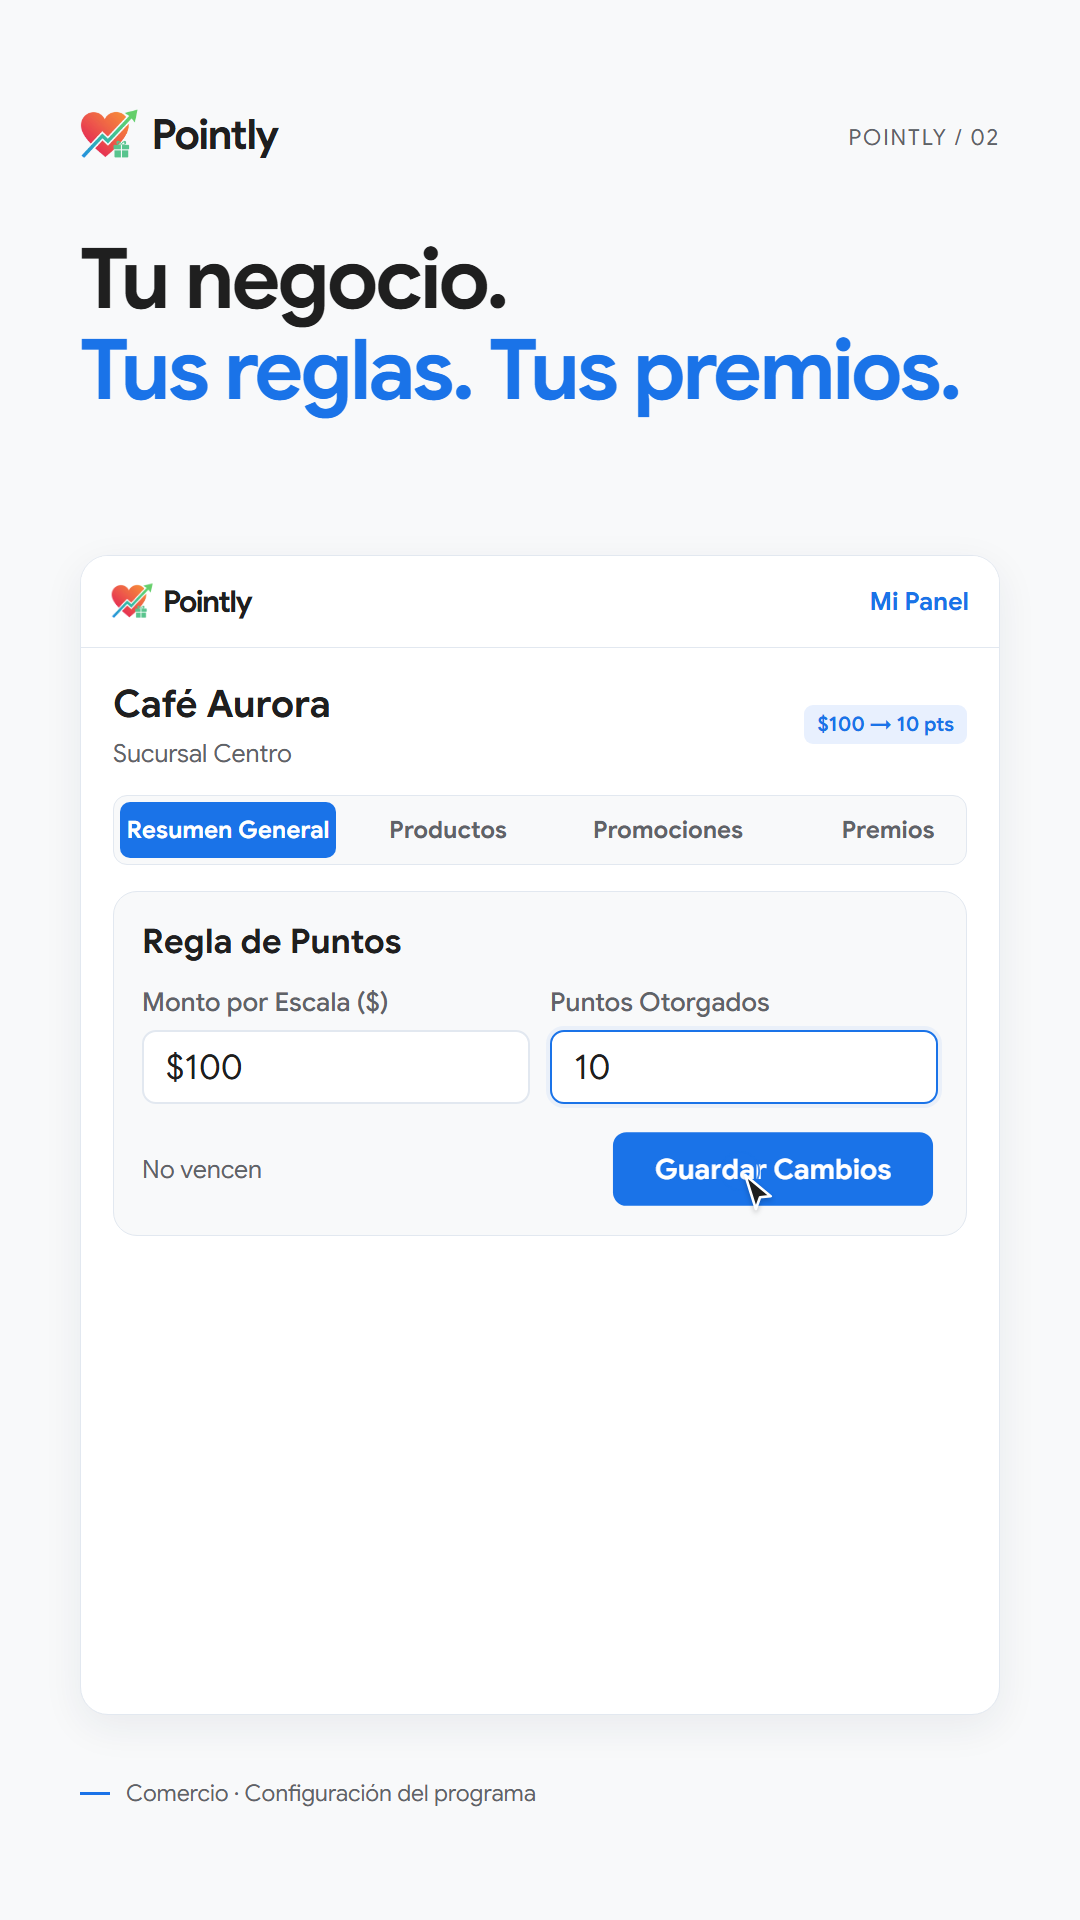 Pointly
POINTLY / 02
Tu negocio.
Tus reglas. Tus premios.
Pointly
Mi Panel
Café Aurora
$100 → 10 pts
Sucursal Centro
Resumen General Productos Promociones Premios
Regla de Puntos
Monto por Escala ($) Puntos Otorgados
$100 10
No vencen
Guardar Cambios
Comercio · Configuración del programa